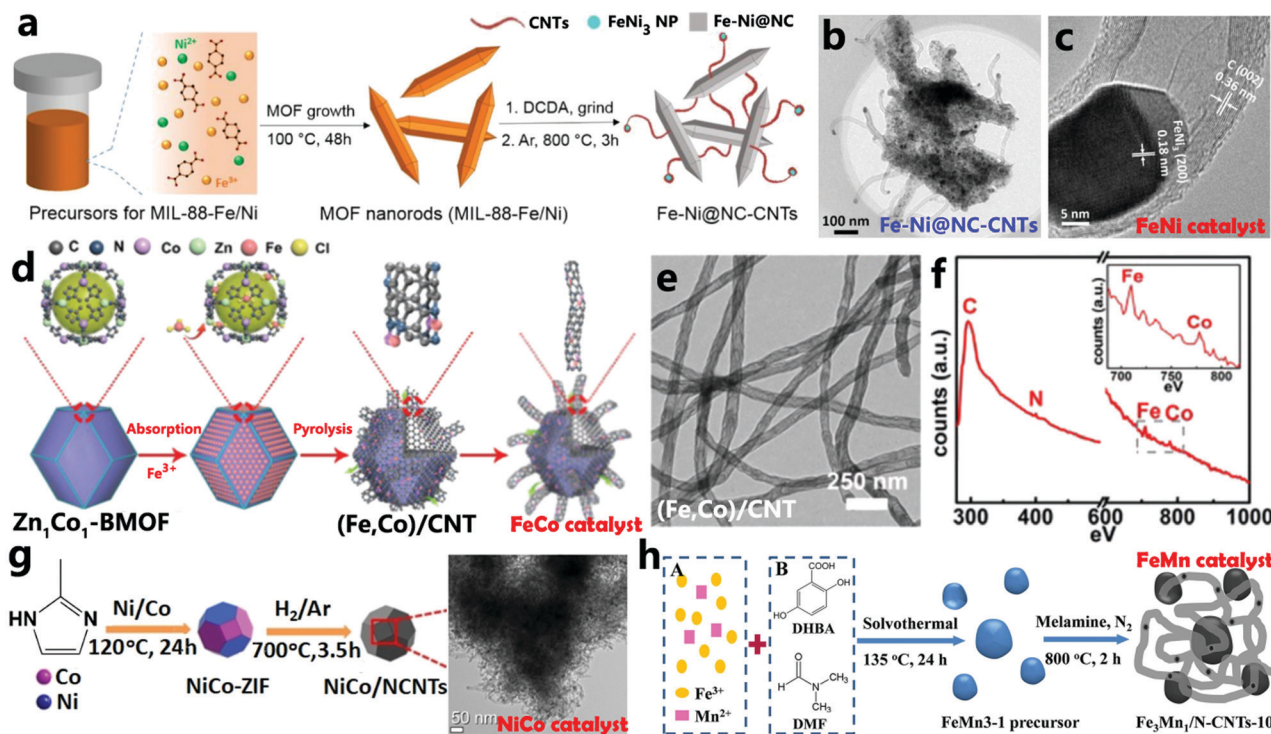 a
CNTs
FeNi₃ NP
Fe-Ni@NC
Ni²⁺
Fe³⁺
MOF growth
100 °C, 48h
1. DCDA, grind
2. Ar, 800 °C, 3h
Precursors for MIL-88-Fe/Ni
MOF nanorods (MIL-88-Fe/Ni)
Fe-Ni@NC-CNTs
b
100 nm
Fe-Ni@NC-CNTs
c
C (002)
0.36 nm
FeNi₃ (200)
0.18 nm
5 nm
FeNi catalyst
d
C N Co Zn Fe Cl
Absorption
Fe³⁺
Pyrolysis
Zn₁Co₁-BMOF
(Fe,Co)/CNT
FeCo catalyst
e
250 nm
(Fe,Co)/CNT
f
counts (a.u.)
C
N
Fe Co
300 400 600 800 1000
eV
counts (a.u.)
Fe
Co
700 750 800
eV
g
HN
N
Ni/Co
120°C, 24h
H₂/Ar
700°C,3.5h
Co
Ni
NiCo-ZIF
NiCo/NCNTs
50 nm
NiCo catalyst
h
A
Fe³⁺
Mn²⁺
B
COOH
OH
HO
DHBA
O
H
N
CH₃
CH₃
DMF
Solvothermal
135 °C, 24 h
FeMn3-1 precursor
Melamine, N₂
800 °C, 2 h
FeMn catalyst
Fe₃Mn₁/N-CNTs-10